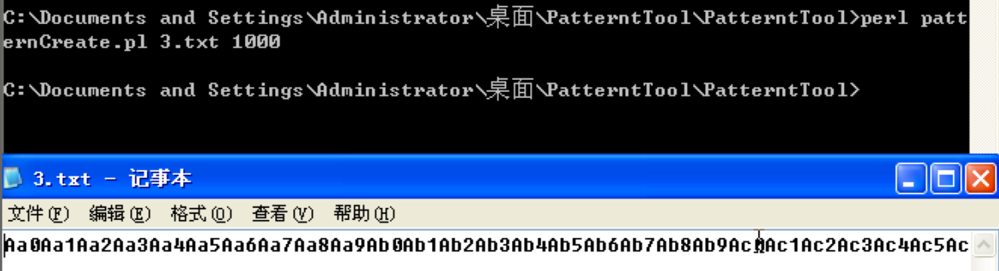 C:\Documents and Settings\Administrator\桌面\PatterntTool\PatterntTool>perl patt
ernCreate.pl 3.txt 1000
C:\Documents and Settings\Administrator\桌面\PatterntTool\PatterntTool>
3.txt - 记事本
文件(F) 编辑(E) 格式(O) 查看(V) 帮助(H)
Aa0Aa1Aa2Aa3Aa4Aa5Aa6Aa7Aa8Aa9Ab0Ab1Ab2Ab3Ab4Ab5Ab6Ab7Ab8Ab9Ac0Ac1Ac2Ac3Ac4Ac5Ac